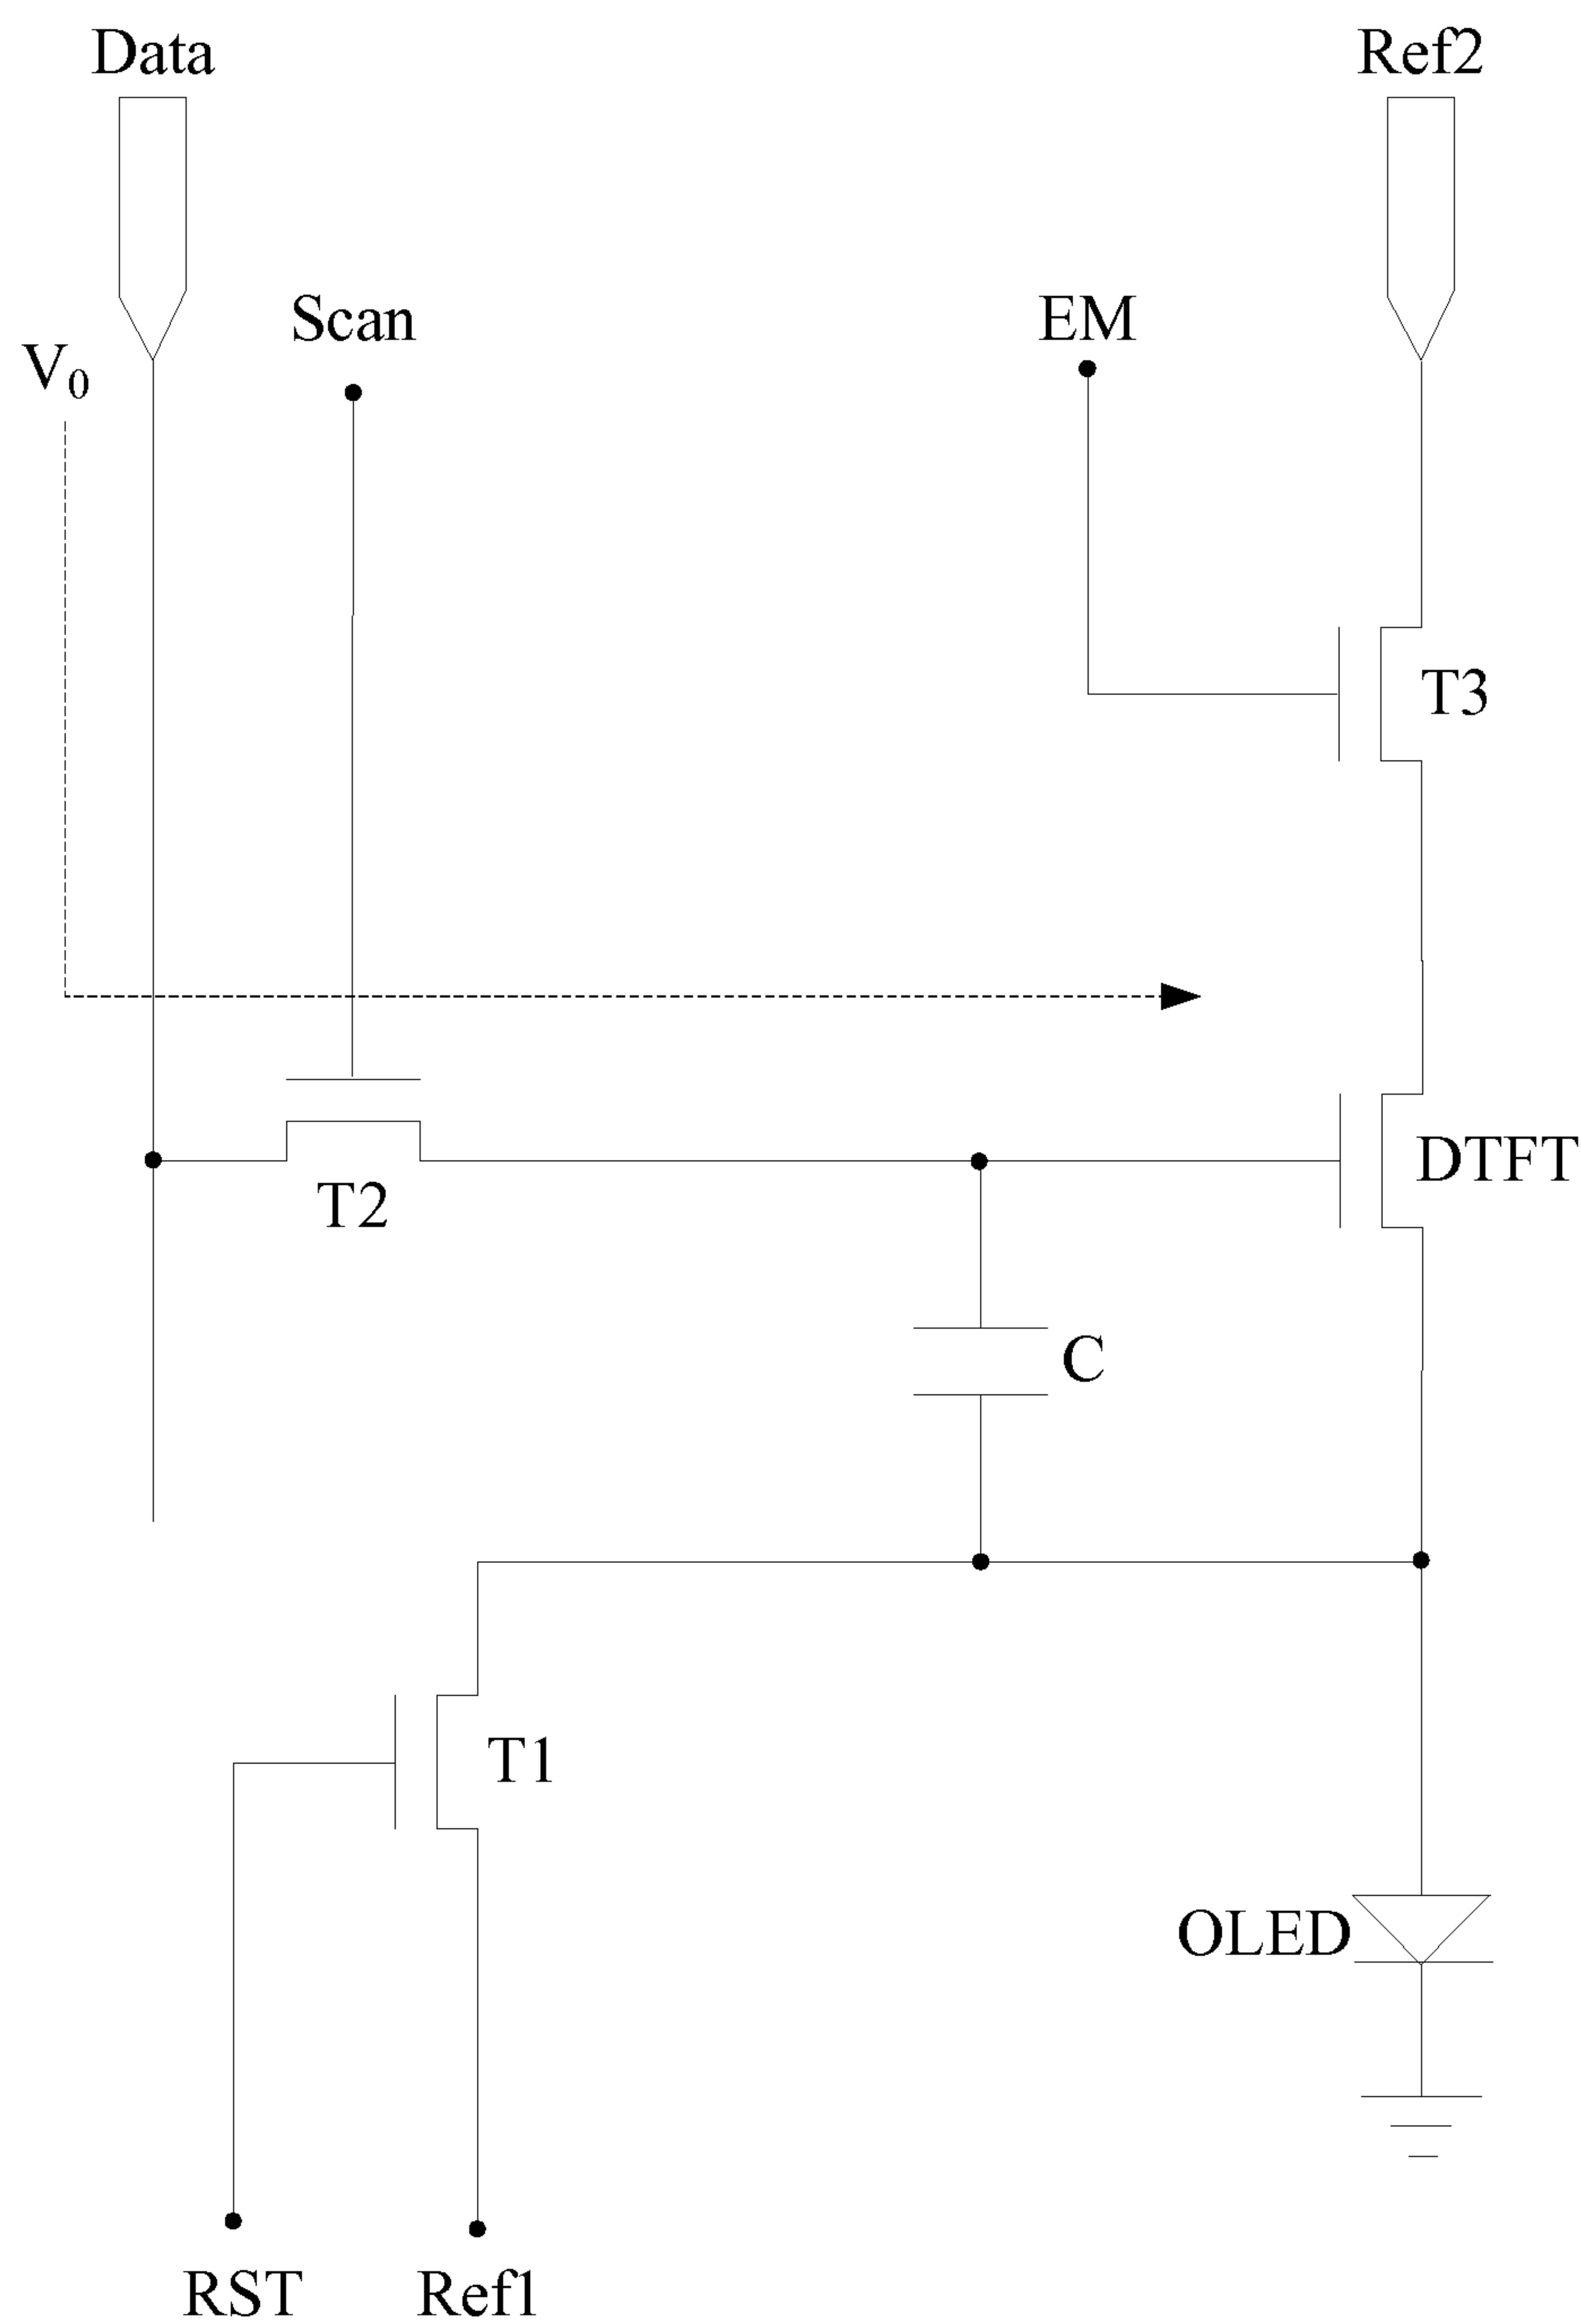 Data
Ref2
Scan
EM
V₀
T3
DTFT
T2
C
T1
OLED
RST
Ref1